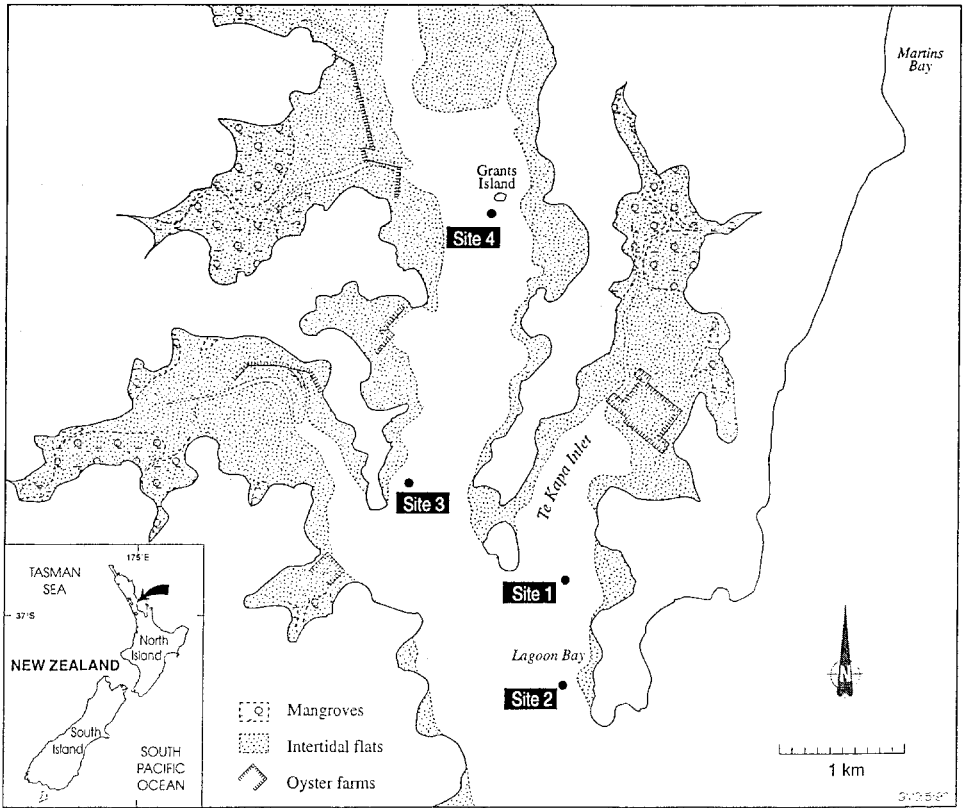 Martins
Bay
Grants
Island
Site 4
Te Kapa Inlet
Site 3
Site 1
Lagoon Bay
Site 2
175°E
TASMAN
SEA
37°S
North
Island
NEW ZEALAND
South
Island
SOUTH
PACIFIC
OCEAN
Mangroves
Intertidal flats
Oyster farms
N
1 km